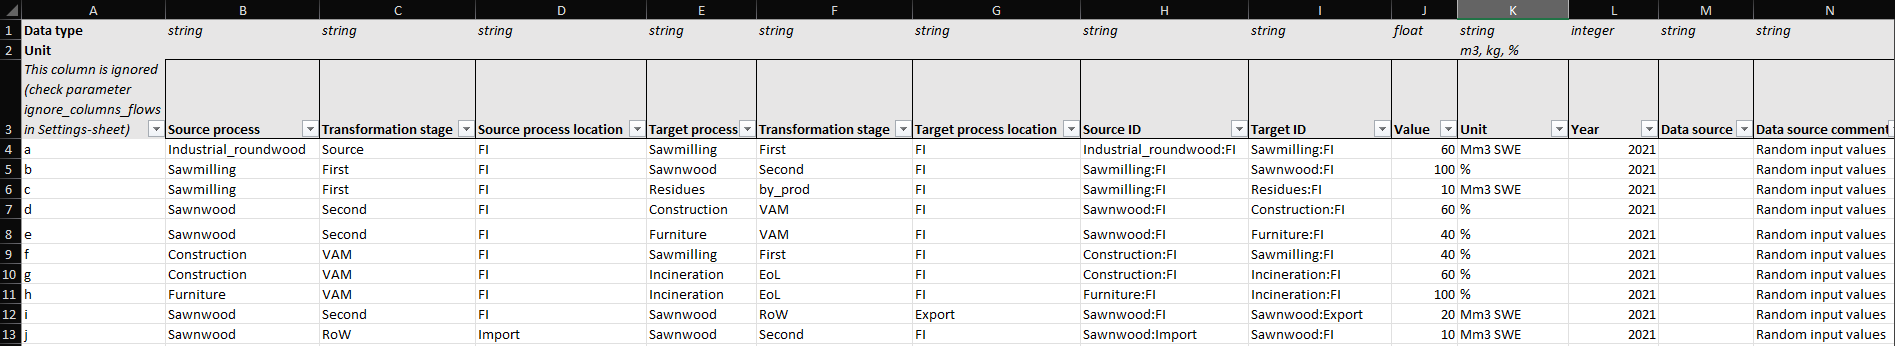 A B C D E F G H I J K L M N
1 Data type string string string string string string string string float string integer string string
2 Unit m3, kg, %
This column is ignored
(check parameter
ignore_columns_flows
3 in Settings-sheet) Source process Transformation stage Source process location Target process Transformation stage Target process location Source ID Target ID Value Unit Year Data source Data source comment
4 a Industrial_roundwood Source FI Sawmilling First FI Industrial_roundwood:FI Sawmilling:FI 60 Mm3 SWE 2021 Random input values
5 b Sawmilling First FI Sawnwood Second FI Sawmilling:FI Sawnwood:FI 100 % 2021 Random input values
6 c Sawmilling First FI Residues by_prod FI Sawmilling:FI Residues:FI 10 Mm3 SWE 2021 Random input values
7 d Sawnwood Second FI Construction VAM FI Sawnwood:FI Construction:FI 60 % 2021 Random input values
8 e Sawnwood Second FI Furniture VAM FI Sawnwood:FI Furniture:FI 40 % 2021 Random input values
9 f Construction VAM FI Sawmilling First FI Construction:FI Sawmilling:FI 40 % 2021 Random input values
10 g Construction VAM FI Incineration EoL FI Construction:FI Incineration:FI 60 % 2021 Random input values
11 h Furniture VAM FI Incineration EoL FI Furniture:FI Incineration:FI 100 % 2021 Random input values
12 i Sawnwood Second FI Sawnwood RoW Export Sawnwood:FI Sawnwood:Export 20 Mm3 SWE 2021 Random input values
13 j Sawnwood RoW Import Sawnwood Second FI Sawnwood:Import Sawnwood:FI 10 Mm3 SWE 2021 Random input values